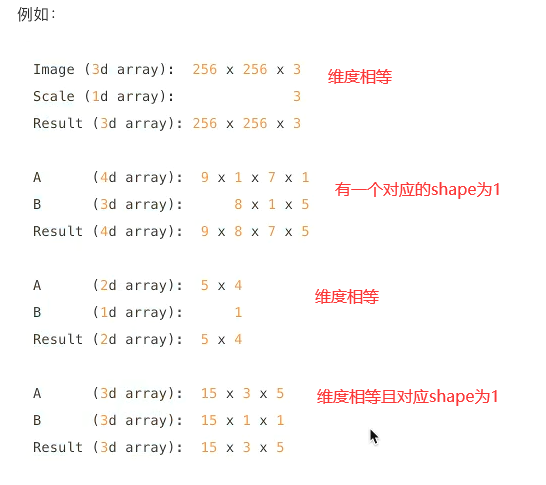 例如：
Image (3d array): 256 x 256 x 3
维度相等
Scale (1d array): 3
Result (3d array): 256 x 256 x 3
A (4d array): 9 x 1 x 7 x 1
有一个对应的shape为1
B (3d array): 8 x 1 x 5
Result (4d array): 9 x 8 x 7 x 5
A (2d array): 5 x 4
维度相等
B (1d array): 1
Result (2d array): 5 x 4
A (3d array): 15 x 3 x 5
维度相等且对应shape为1
B (3d array): 15 x 1 x 1
Result (3d array): 15 x 3 x 5